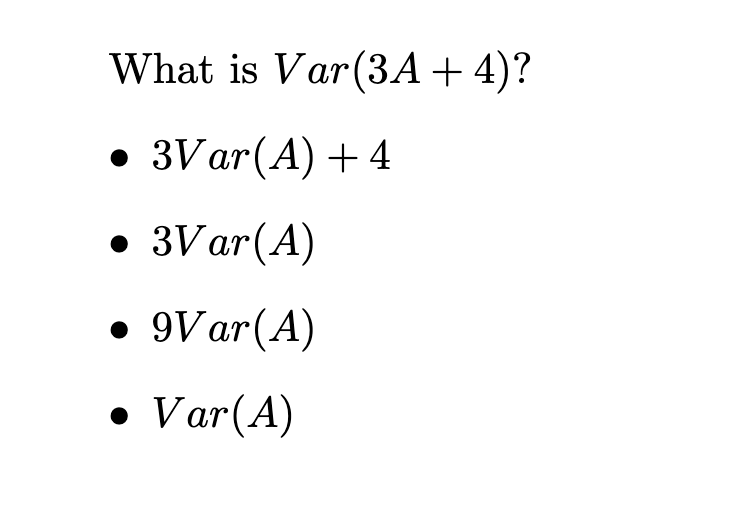 What is Var(3A + 4)?
• 3Var(A) + 4
• 3Var(A)
• 9Var(A)
• Var(A)